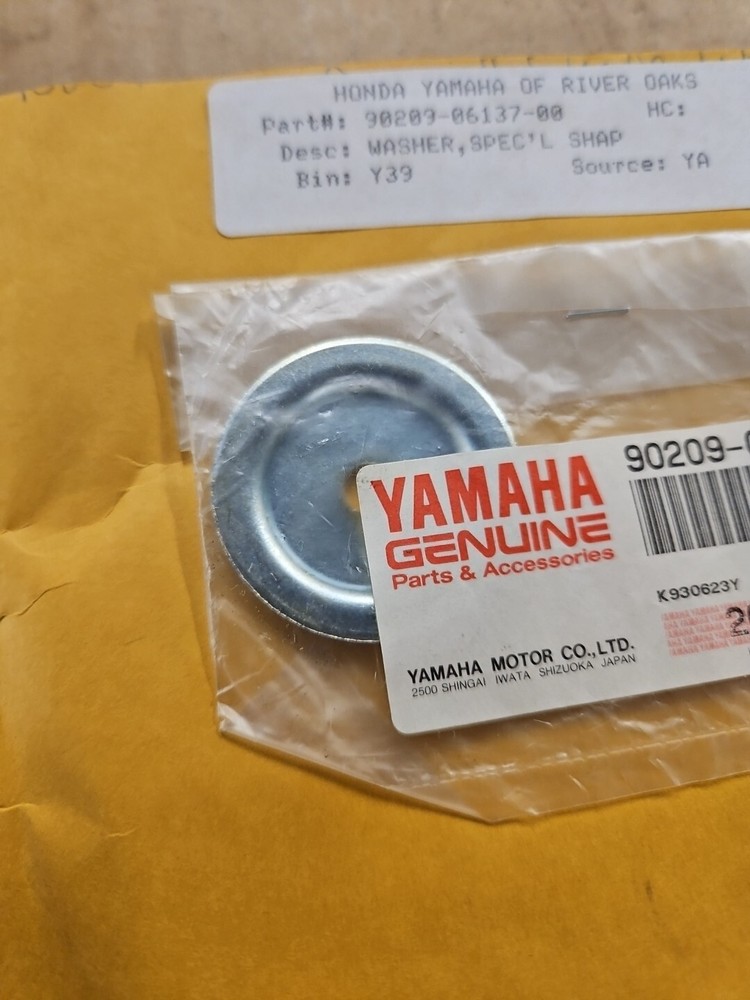 HONDA YAMAHA OF RIVER OAKS
Part#: 90209-06137-00 HC:
Desc: WASHER,SPEC'L SHAP
Bin: Y39 Source: YA
90209-
YAMAHA
GENUINE
Parts & Accessories
K930623Y
YAMAHA MOTOR CO.,LTD.
2500 SHINGAI IWATA SHIZUOKA JAPAN